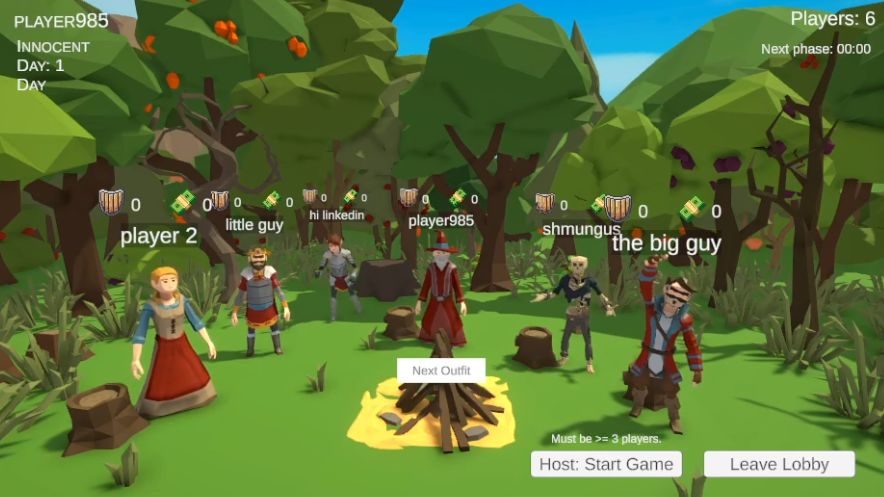 PLAYER985
INNOCENT
DAY: 1
DAY
Players: 6
Next phase: 00:00
0 0
player 2
0 0
little guy
0 0
hi linkedin
0 0
player985
0
shmungus
0 0
the big guy
Next Outfit
Must be >= 3 players.
Host: Start Game
Leave Lobby